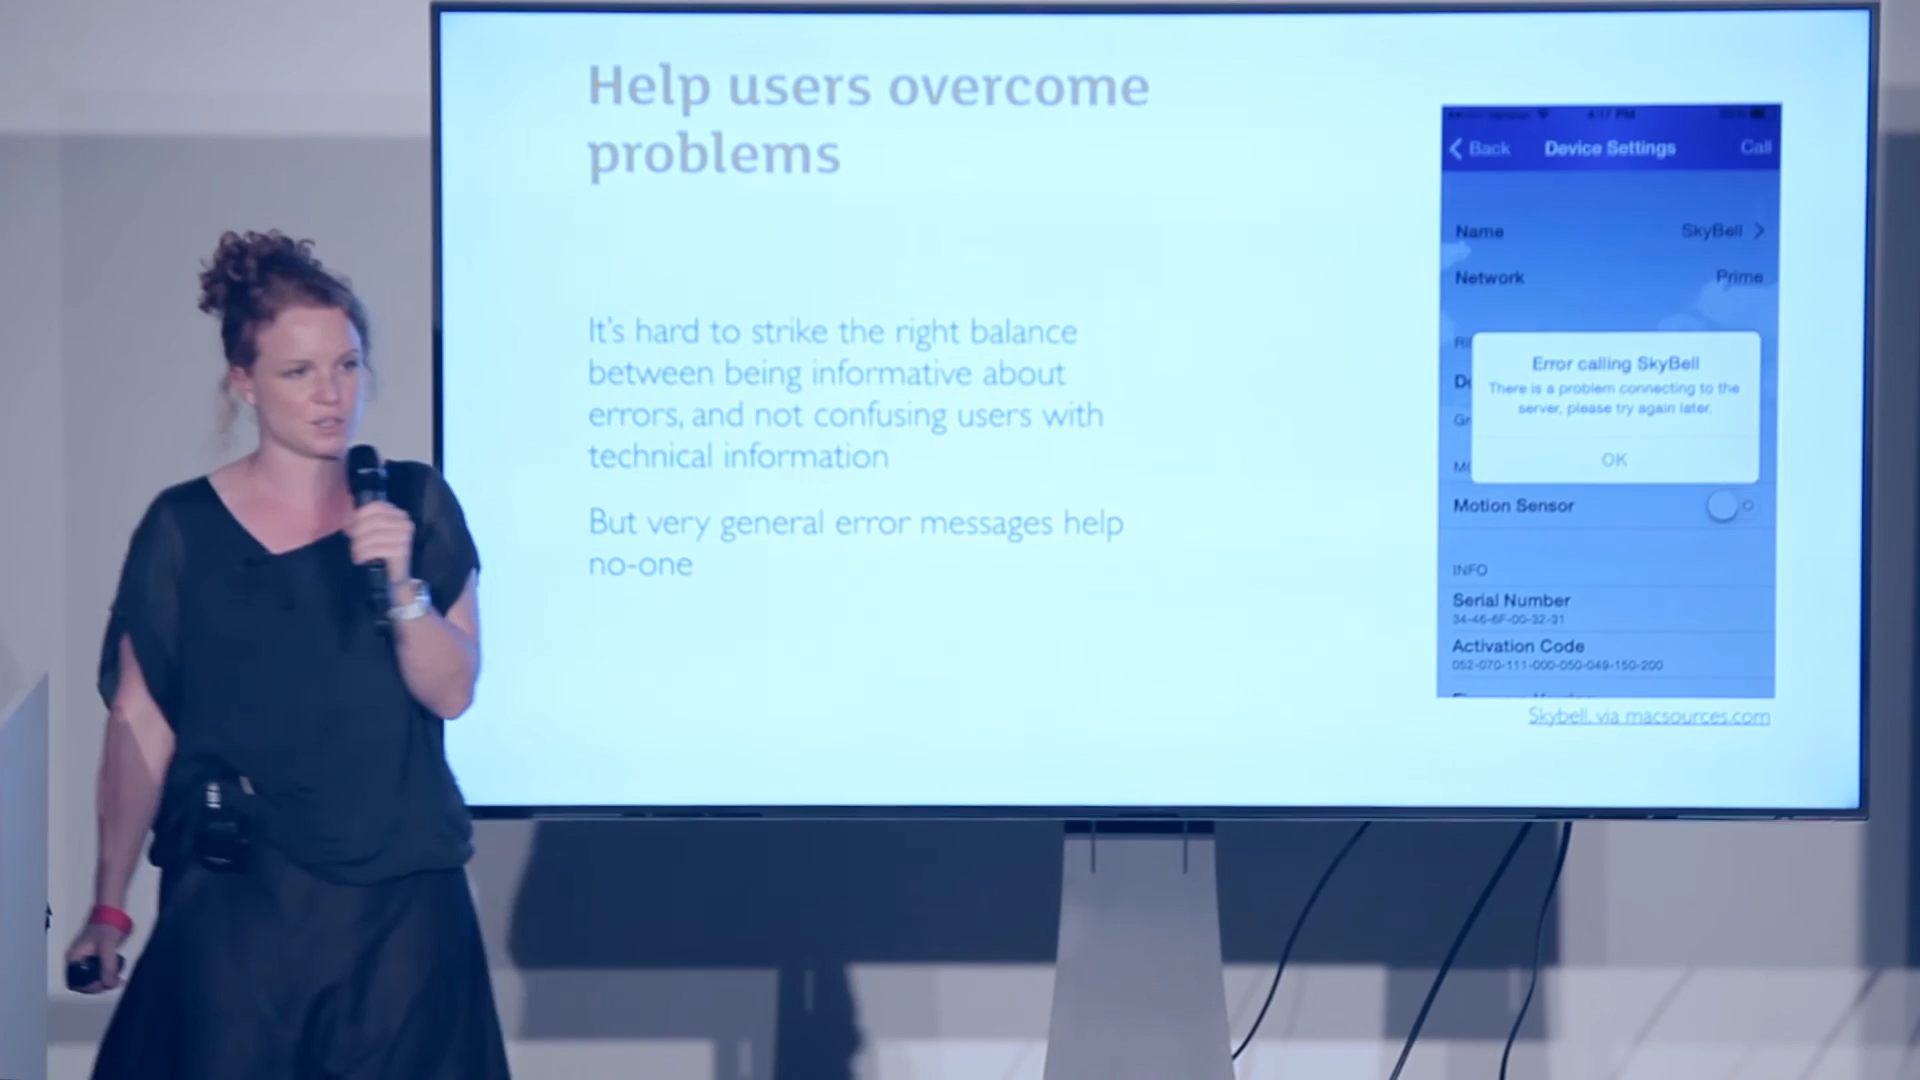 Help users overcome
problems
It's hard to strike the right balance
between being informative about
errors, and not confusing users with
technical information
But very general error messages help
no-one
4:17 PM
Back Device Settings Call
Name SkyBell
Network Prime
Error calling SkyBell
There is a problem connecting to the
server, please try again later.
OK
Motion Sensor
INFO
Serial Number
34-46-6F-00-32-31
Activation Code
052-070-111-000-050-049-150-200
Skybell, via macsources.com